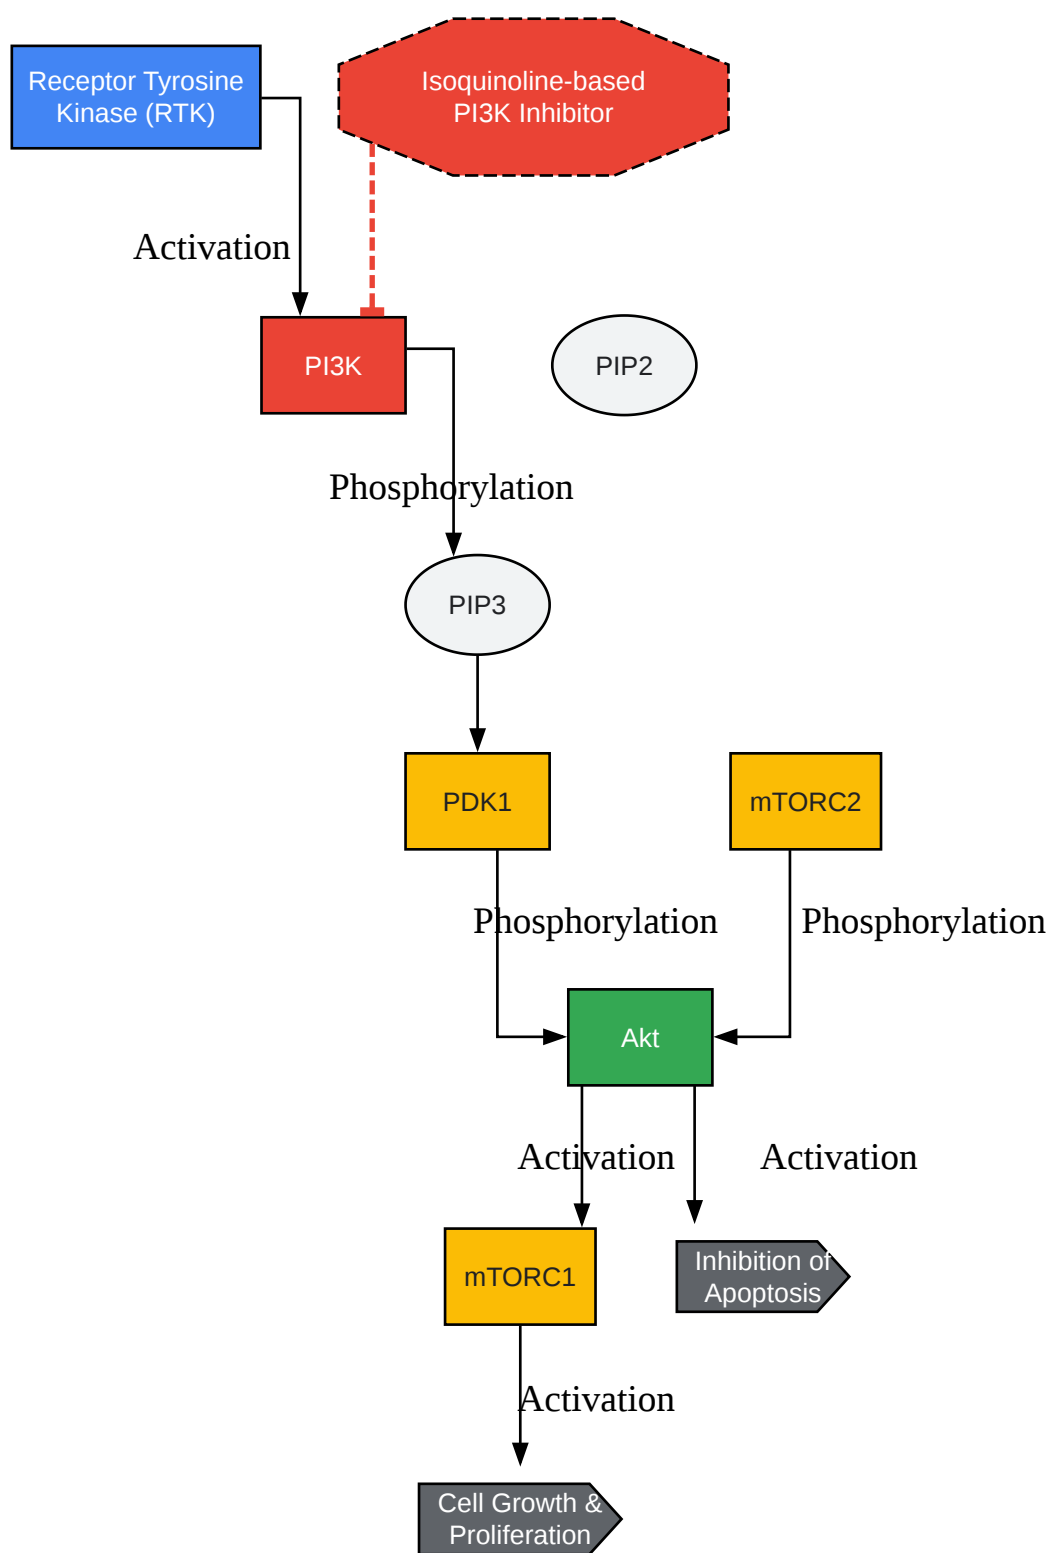 Receptor Tyrosine
Kinase (RTK)
Isoquinoline-based
PI3K Inhibitor
Activation
PI3K
PIP2
Phosphorylation
PIP3
PDK1
mTORC2
Phosphorylation
Phosphorylation
Akt
Activation
Activation
mTORC1
Inhibition of
Apoptosis
Activation
Cell Growth &
Proliferation